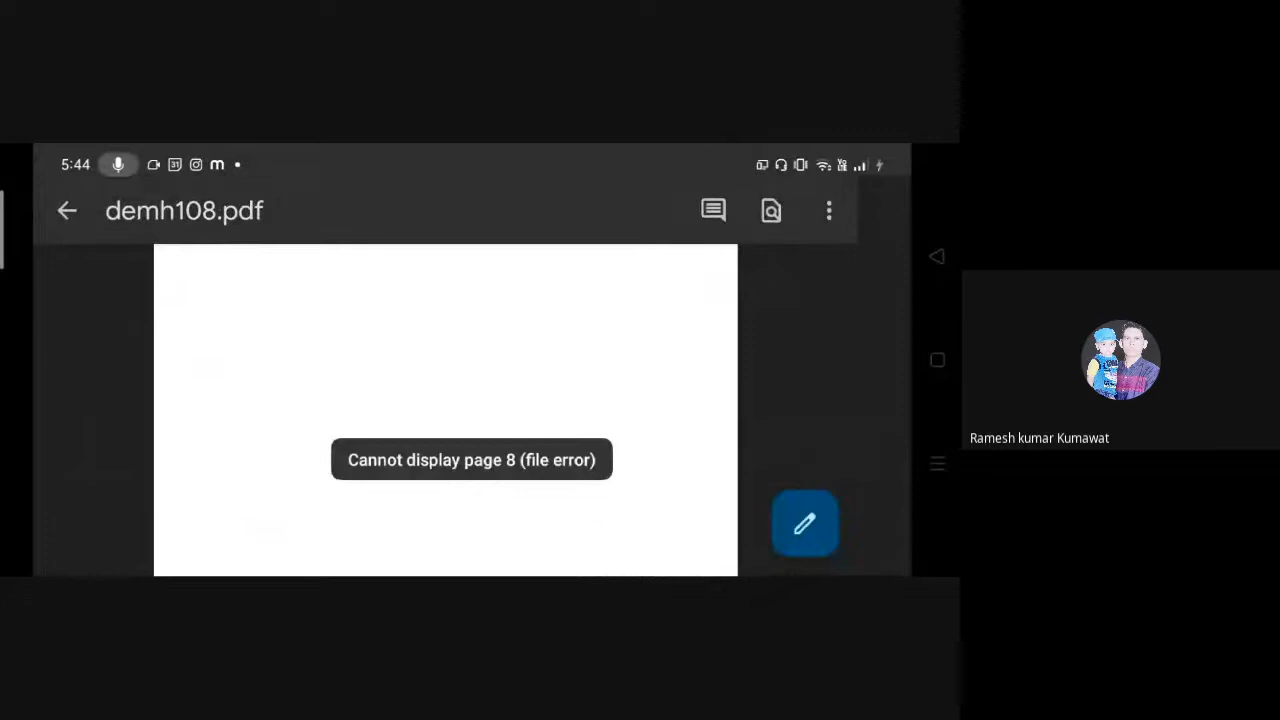 5:44
demh108.pdf
Cannot display page 8 (file error)
Ramesh kumar Kumawat